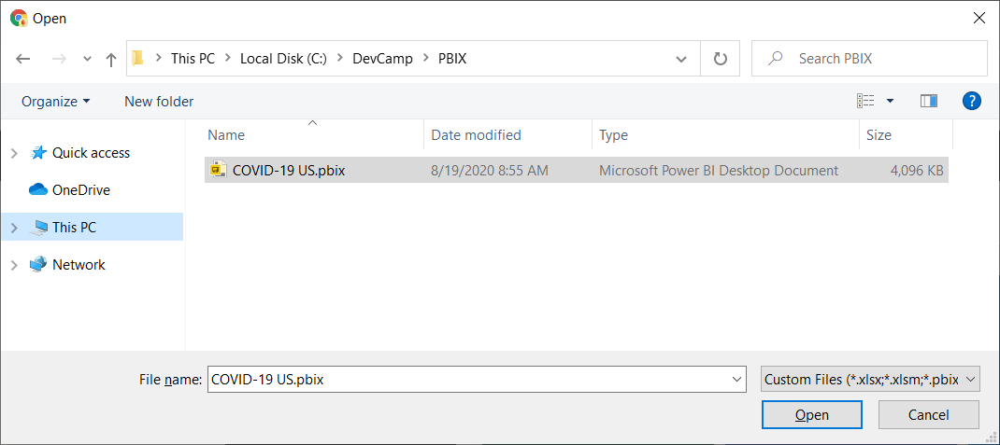 Open
This PC > Local Disk (C:) > DevCamp > PBIX
Search PBIX
Organize
New folder
?
Name Date modified Type Size
COVID-19 US.pbix 8/19/2020 8:55 AM Microsoft Power BI Desktop Document 4,096 KB
Quick access
OneDrive
This PC
Network
File name: COVID-19 US.pbix
Custom Files (*.xlsx;*.xlsm;*.pbix
Open
Cancel